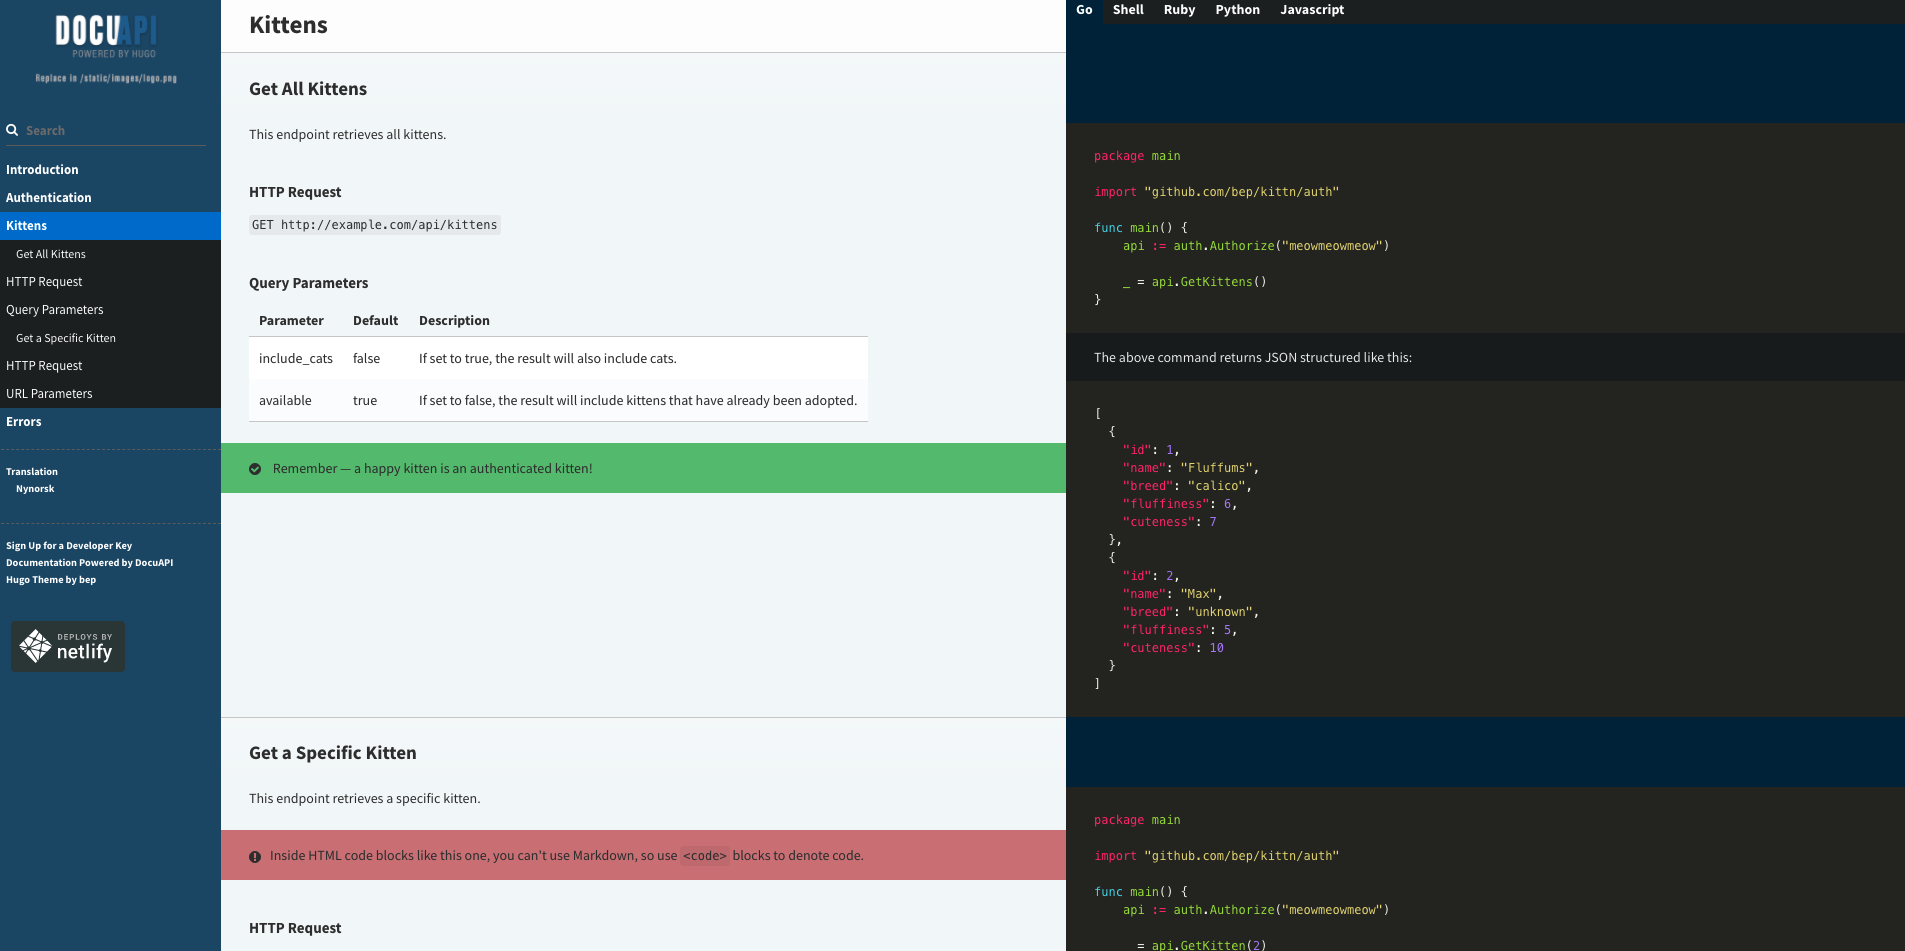 DOCUAPI
POWERED BY HUGO
Replace in /static/images/logo.png
Search
Introduction
Authentication
Kittens
Get All Kittens
HTTP Request
Query Parameters
Get a Specific Kitten
HTTP Request
URL Parameters
Errors
Translation
Nynorsk
Sign Up for a Developer Key
Documentation Powered by DocuAPI
Hugo Theme by bep
DEPLOYS BY
netlify
Kittens
Get All Kittens
This endpoint retrieves all kittens.
HTTP Request
GET http://example.com/api/kittens
Query Parameters
Parameter Default Description
include_cats false If set to true, the result will also include cats.
available true If set to false, the result will include kittens that have already been adopted.
Remember — a happy kitten is an authenticated kitten!
Get a Specific Kitten
This endpoint retrieves a specific kitten.
Inside HTML code blocks like this one, you can't use Markdown, so use <code> blocks to denote code.
HTTP Request
Go Shell Ruby Python Javascript
package main
import "github.com/bep/kittn/auth"
func main() {
api := auth.Authorize("meowmeowmeow")
_ = api.GetKittens()
}
The above command returns JSON structured like this:
[
{
"id": 1,
"name": "Fluffums",
"breed": "calico",
"fluffiness": 6,
"cuteness": 7
},
{
"id": 2,
"name": "Max",
"breed": "unknown",
"fluffiness": 5,
"cuteness": 10
}
]
package main
import "github.com/bep/kittn/auth"
func main() {
api := auth.Authorize("meowmeowmeow")
= api.GetKitten(2)